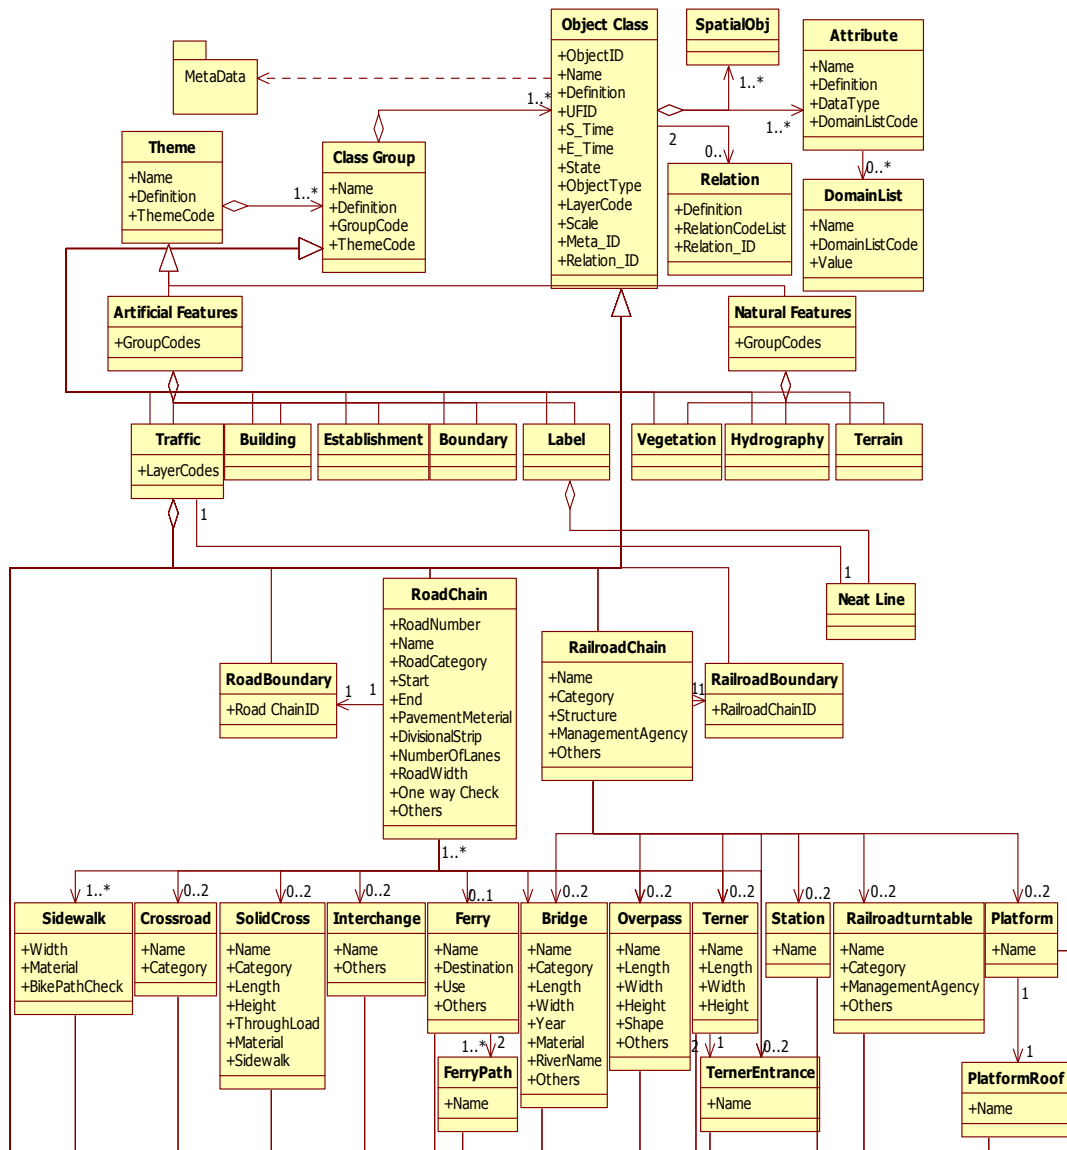 MetaData
Object Class
+ObjectID
+Name
+Definition
+UFID
+S_Time
+E_Time
+State
+ObjectType
+LayerCode
+Scale
+Meta_ID
+Relation_ID
SpatialObj
1..*
Attribute
+Name
+Definition
+DataType
+DomainListCode
1..*
0..*
DomainList
+Name
+DomainListCode
+Value
2
0..
Relation
+Definition
+RelationCodeList
+Relation_ID
Theme
+Name
+Definition
+ThemeCode
1..*
Class Group
+Name
+Definition
+GroupCode
+ThemeCode
1..*
Artificial Features
+GroupCodes
Natural Features
+GroupCodes
Traffic
+LayerCodes
Building
Establishment
Boundary
Label
Vegetation
Hydrography
Terrain
1
1
Neat Line
RoadBoundary
+Road ChainID
1
1
RoadChain
+RoadNumber
+Name
+RoadCategory
+Start
+End
+PavementMeterial
+DivisionalStrip
+NumberOfLanes
+RoadWidth
+One way Check
+Others
1..*
RailroadChain
+Name
+Category
+Structure
+ManagementAgency
+Others
1
1
RailroadBoundary
+RailroadChainID
1..*
Sidewalk
+Width
+Material
+BikePathCheck
0..2
Crossroad
+Name
+Category
0..2
SolidCross
+Name
+Category
+Length
+Height
+ThroughLoad
+Material
+Sidewalk
0..2
Interchange
+Name
+Others
0..1
Ferry
+Name
+Destination
+Use
+Others
1..*
2
FerryPath
+Name
0..2
Bridge
+Name
+Category
+Length
+Width
+Year
+Material
+RiverName
+Others
0..2
Overpass
+Name
+Length
+Width
+Height
+Shape
+Others
0..2
Terner
+Name
+Length
+Width
+Height
2
1
0..2
TernerEntrance
+Name
0..2
Station
+Name
0..2
Railroadturntable
+Name
+Category
+ManagementAgency
+Others
0..2
Platform
+Name
1
1
PlatformRoof
+Name